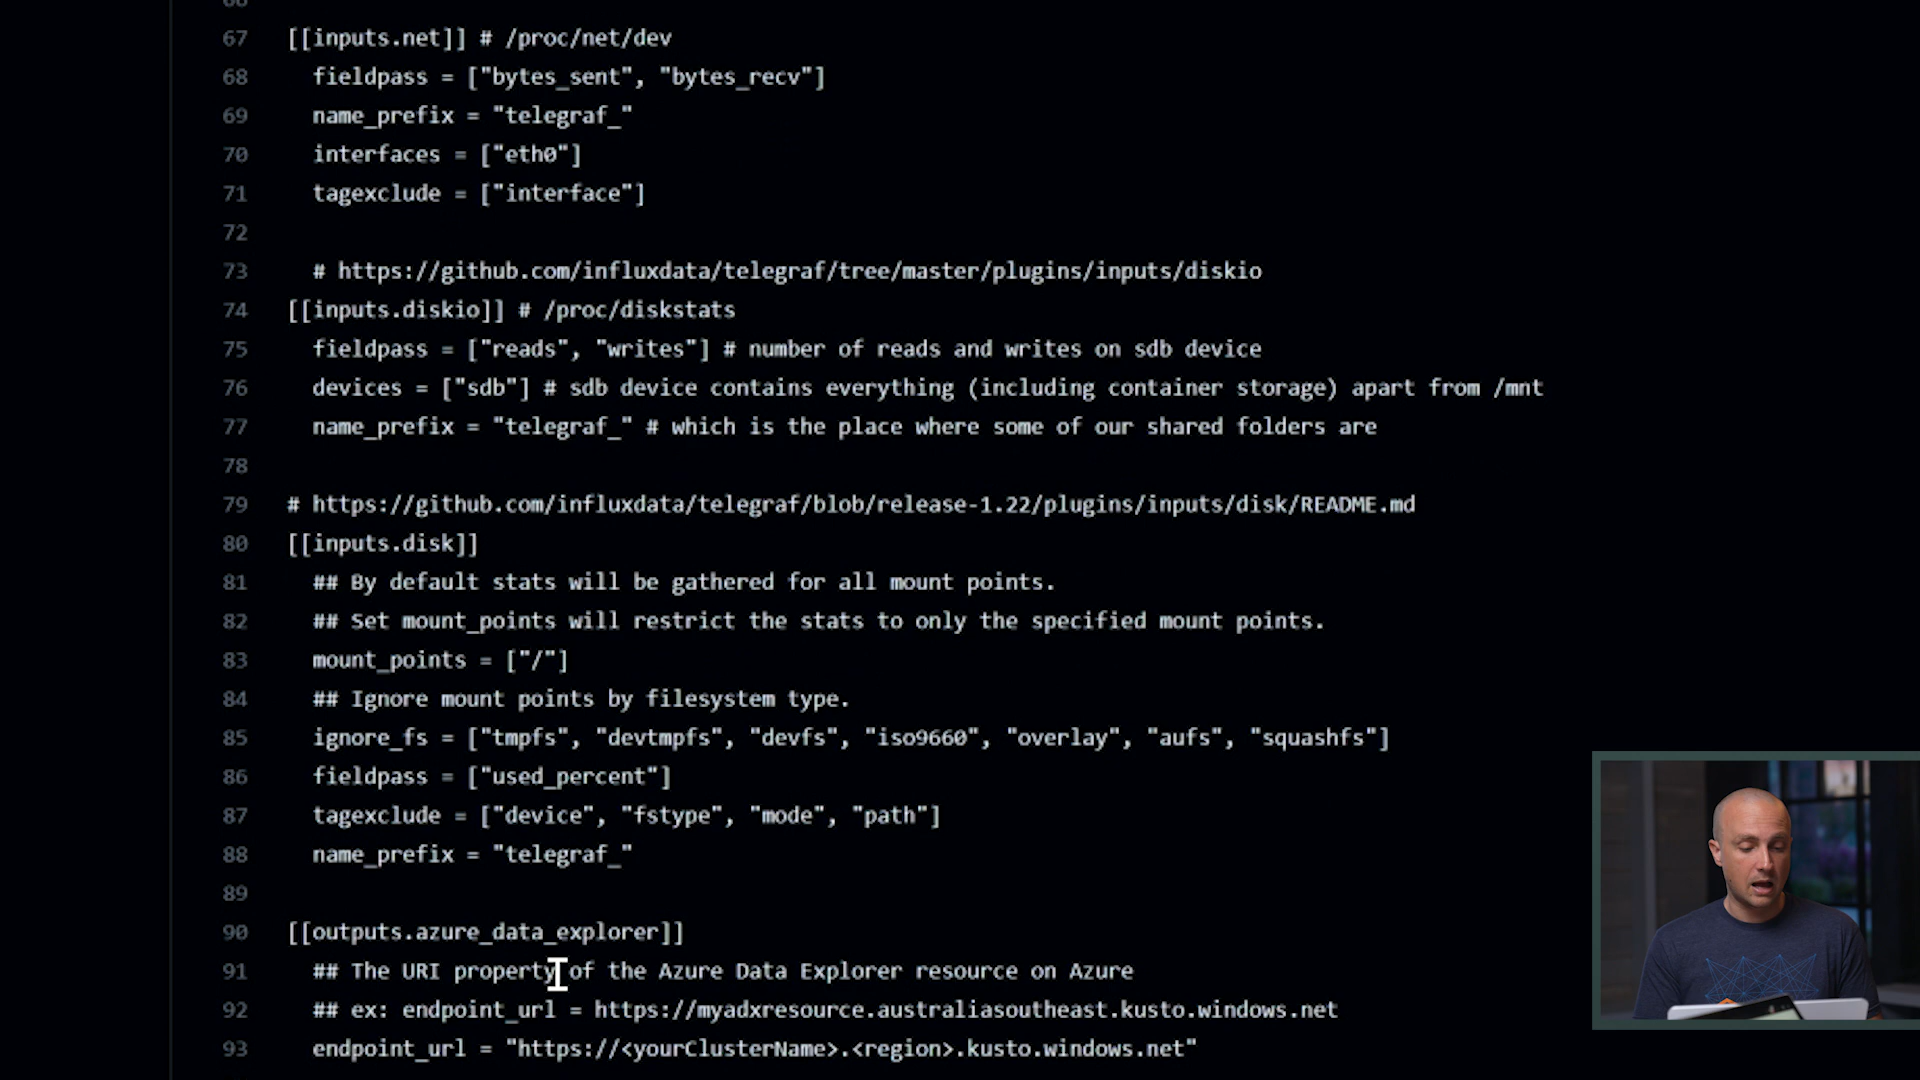 67 [[inputs.net]] # /proc/net/dev
68 fieldpass = ["bytes_sent", "bytes_recv"]
69 name_prefix = "telegraf_"
70 interfaces = ["eth0"]
71 tagexclude = ["interface"]
72
73 # https://github.com/influxdata/telegraf/tree/master/plugins/inputs/diskio
74 [[inputs.diskio]] # /proc/diskstats
75 fieldpass = ["reads", "writes"] # number of reads and writes on sdb device
76 devices = ["sdb"] # sdb device contains everything (including container storage) apart from /mnt
77 name_prefix = "telegraf_" # which is the place where some of our shared folders are
78
79 # https://github.com/influxdata/telegraf/blob/release-1.22/plugins/inputs/disk/README.md
80 [[inputs.disk]]
81 ## By default stats will be gathered for all mount points.
82 ## Set mount_points will restrict the stats to only the specified mount points.
83 mount_points = ["/"]
84 ## Ignore mount points by filesystem type.
85 ignore_fs = ["tmpfs", "devtmpfs", "devfs", "iso9660", "overlay", "aufs", "squashfs"]
86 fieldpass = ["used_percent"]
87 tagexclude = ["device", "fstype", "mode", "path"]
88 name_prefix = "telegraf_"
89
90 [[outputs.azure_data_explorer]]
91 ## The URI property of the Azure Data Explorer resource on Azure
92 ## ex: endpoint_url = https://myadxresource.australiasoutheast.kusto.windows.net
93 endpoint_url = "https://<yourClusterName>.<region>.kusto.windows.net"